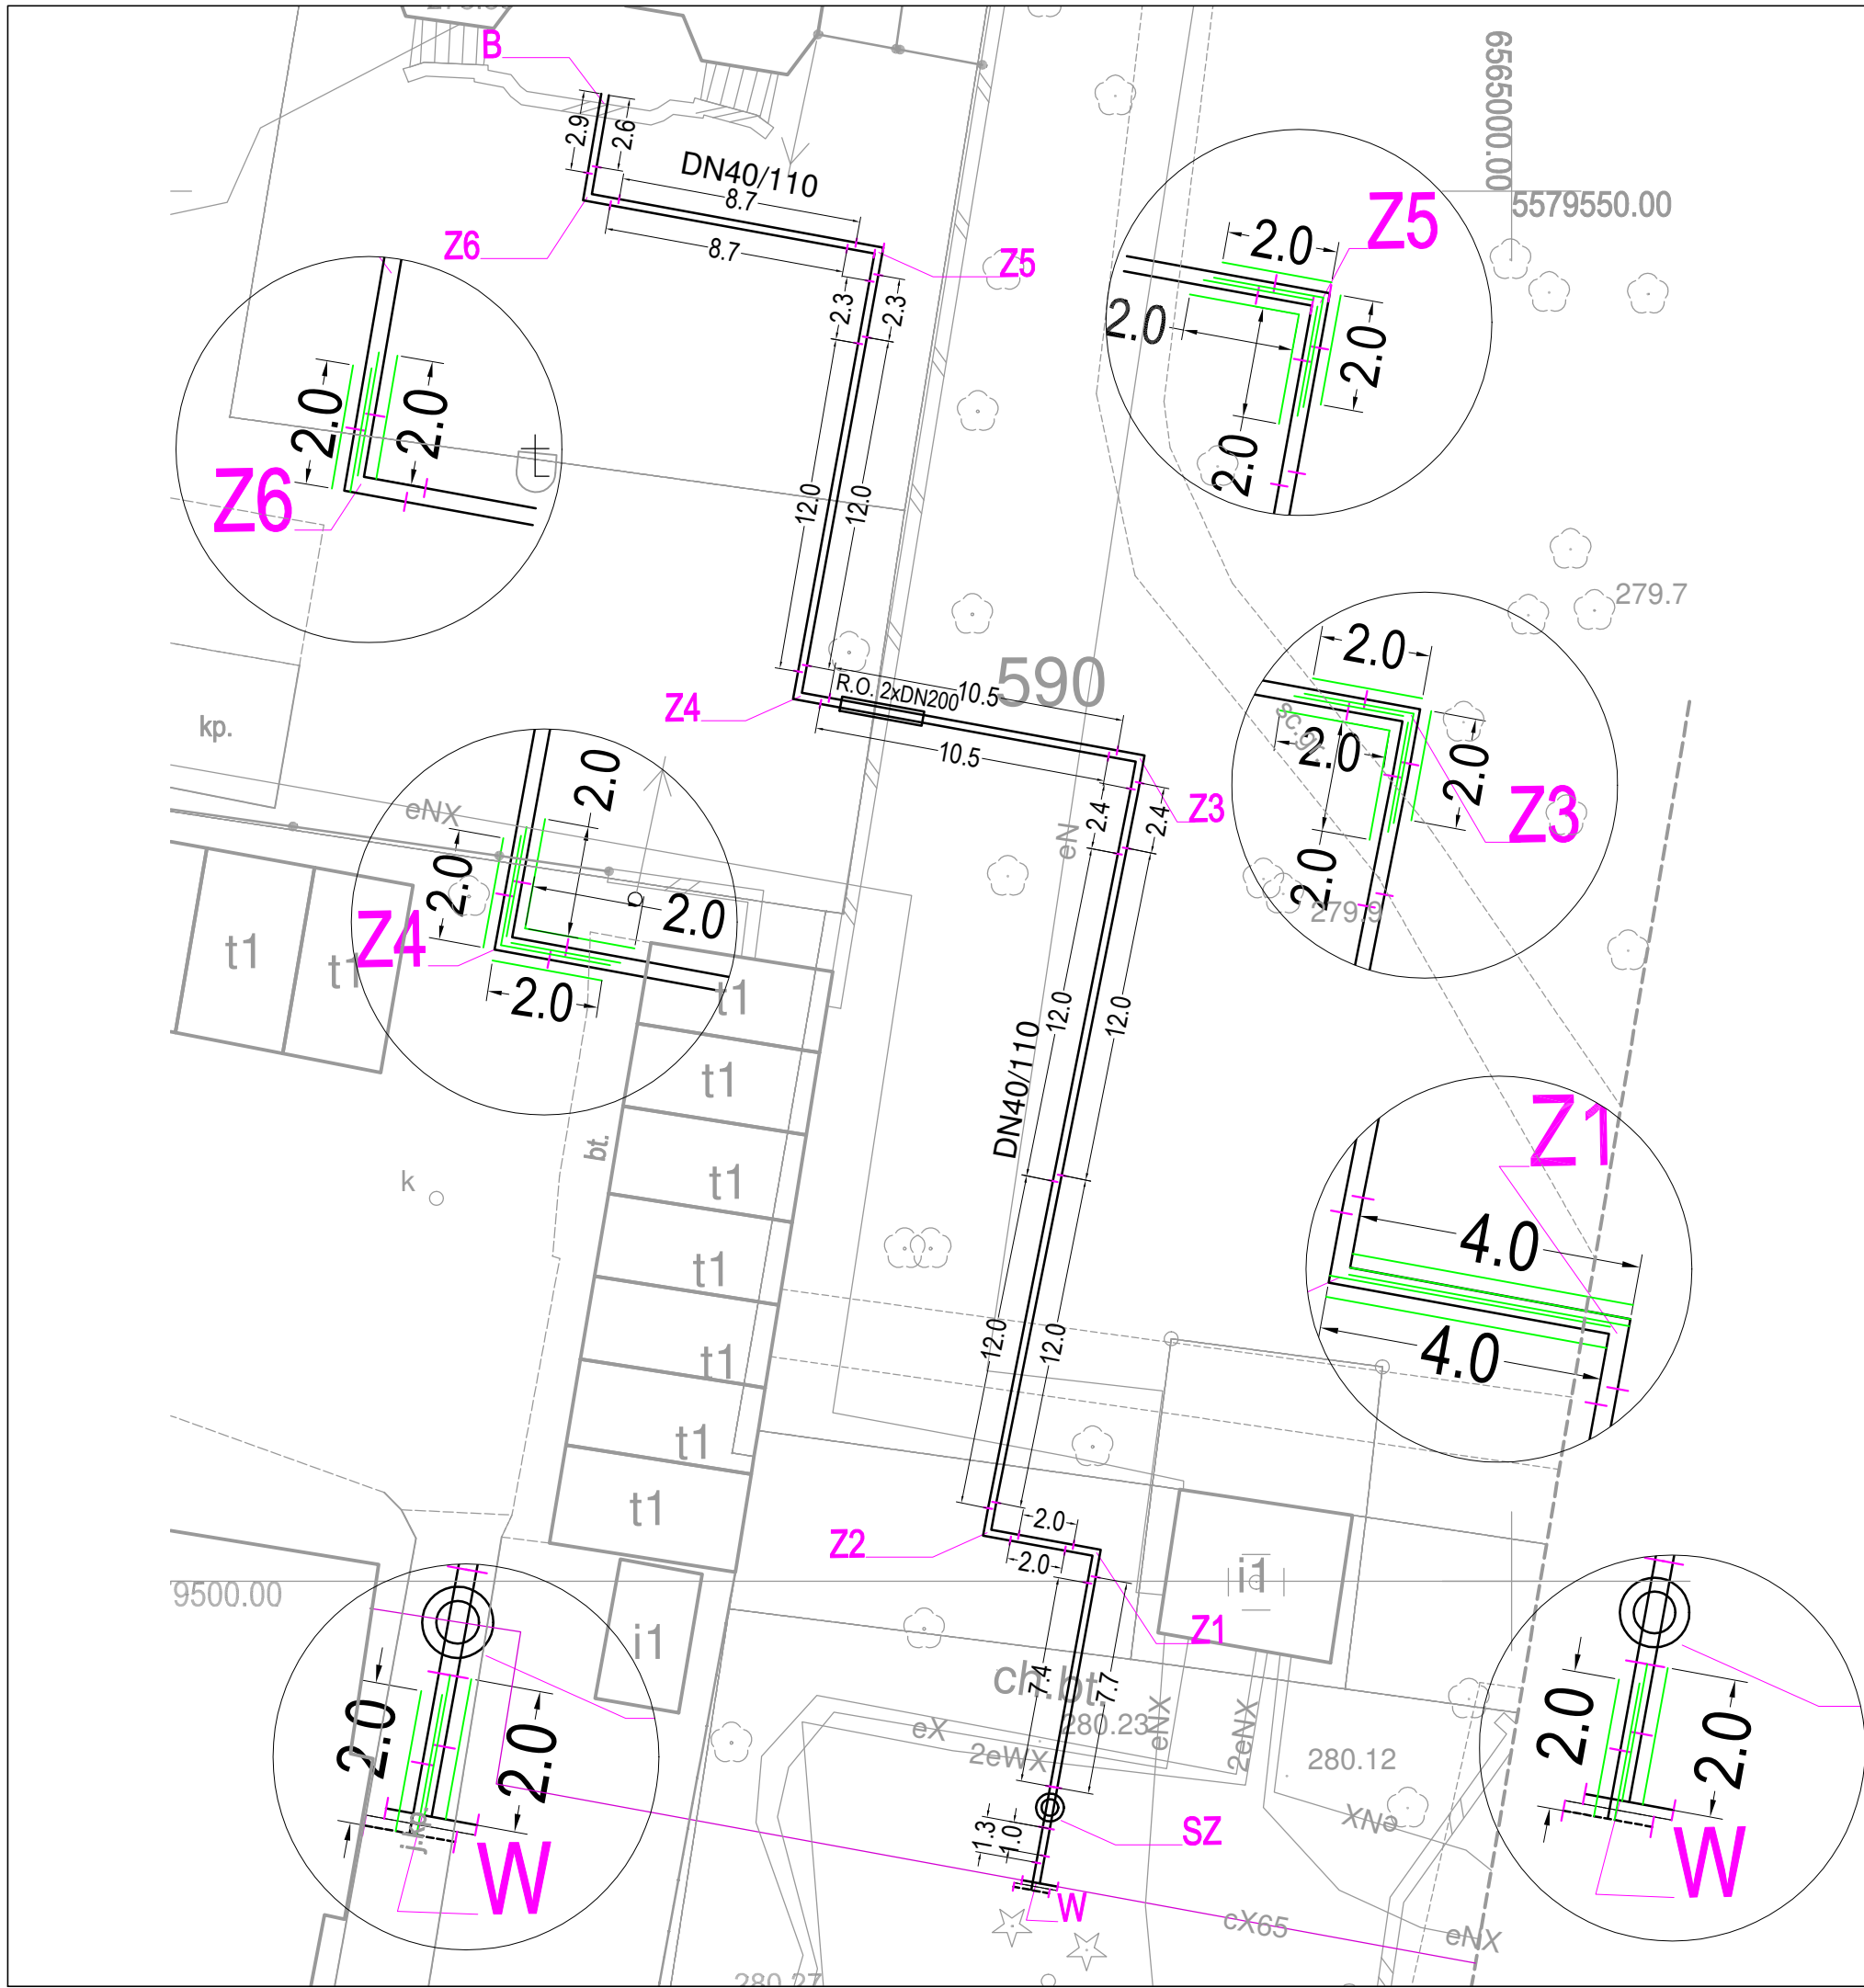 B
6565000.00
5579550.00
2.9
2.6
DN40/110
8.7
8.7
Z6
Z5
2.3
2.3
2.0
Z5
2.0
2.0
2.0
2.0
2.0
Z6
12.0
12.0
279.7
590
R.O. 2xDN200
10.5
10.5
Z4
Z3
2.0
sc.gr.
2.0
2.0
2.0
Z3
279.9
kp.
eNX
2.0
2.0
2.0
2.0
Z4
eN
2.4
2.4
t1
t1
t1
t1
t1
t1
t1
t1
t1
12.0
12.0
DN40/110
bt.
k
Z1
4.0
4.0
12.0
12.0
Z2
2.0
2.0
i1
i1
Z1
9500.00
7.4
7.7
ch.bt.
280.23
eX
2eWX
eNX
2eNX
280.12
eNX
2.0
2.0
W
2.0
2.0
W
1.3
1.0
SZ
W
cX65
eNX
280.27